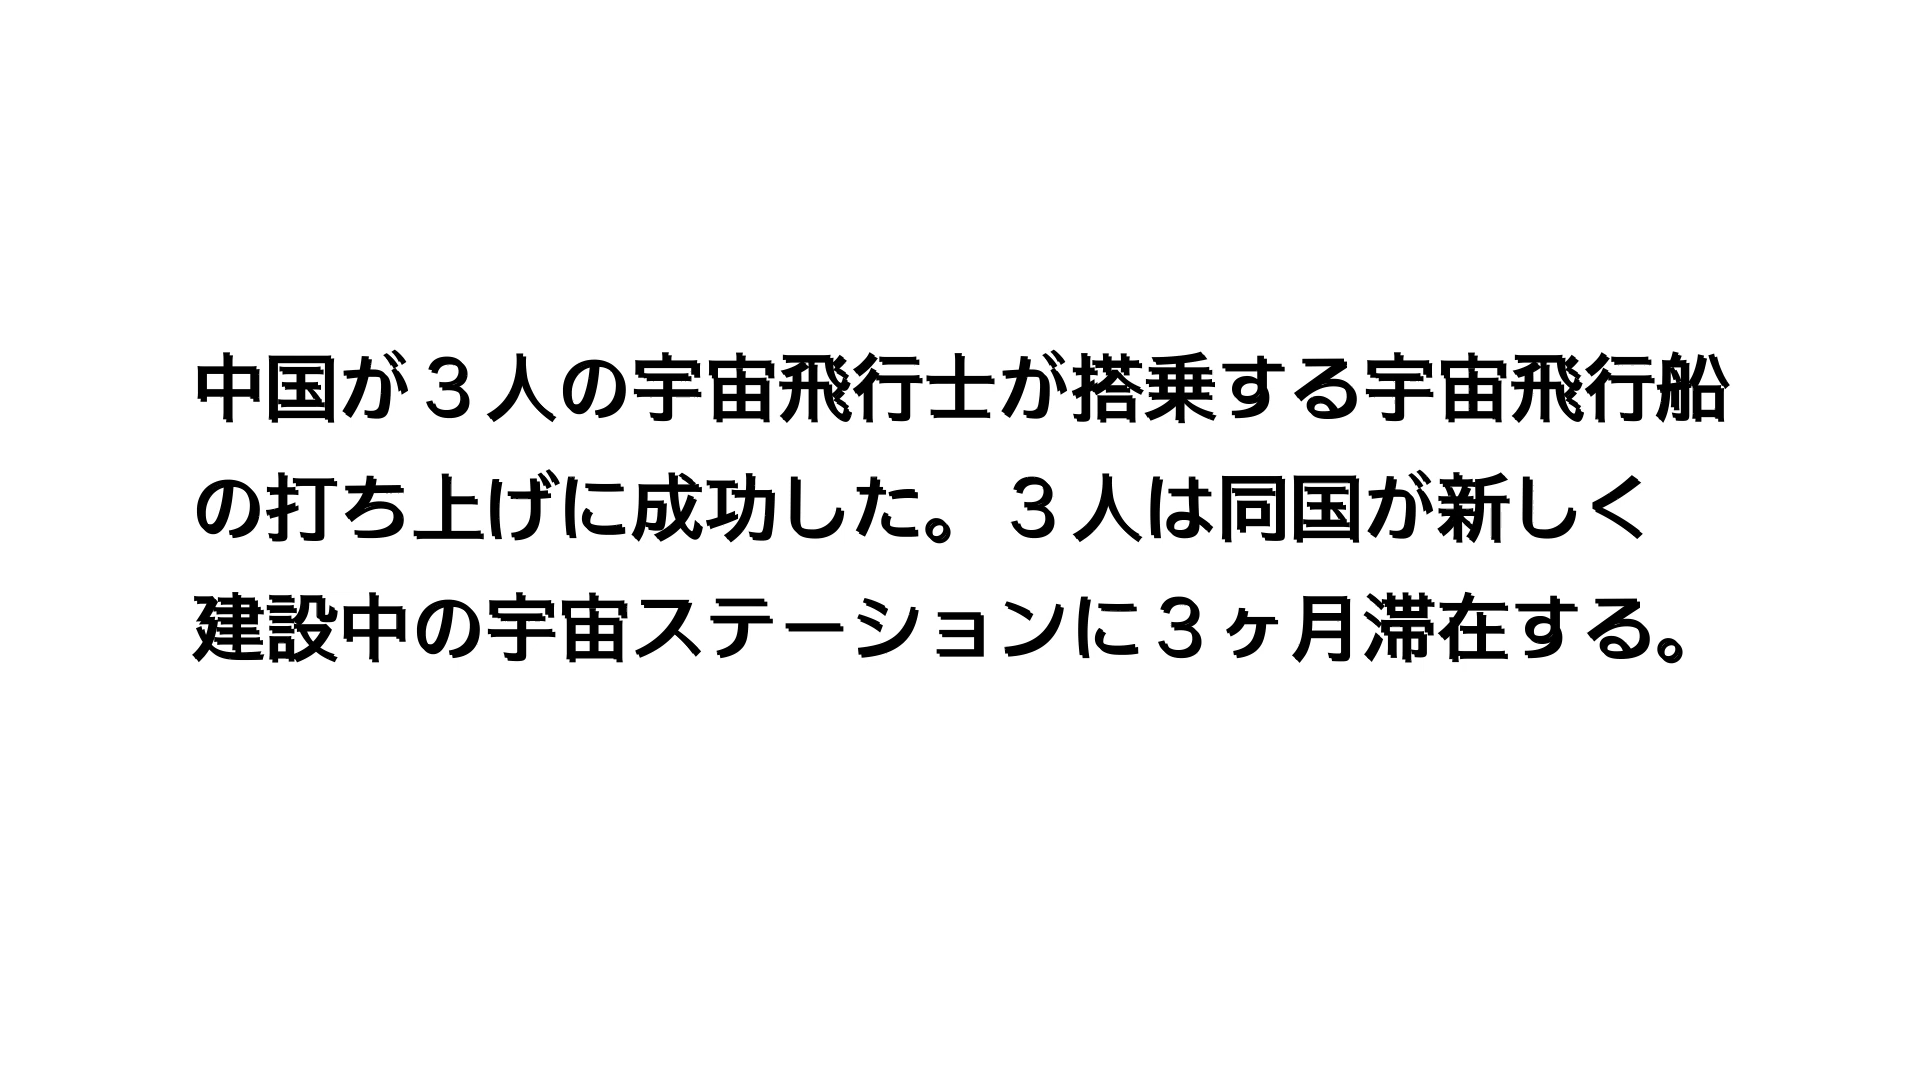 中国が３人の宇宙飛行士が搭乗する宇宙飛行船
の打ち上げに成功した。３人は同国が新しく
建設中の宇宙ステーションに３ヶ月滞在する。